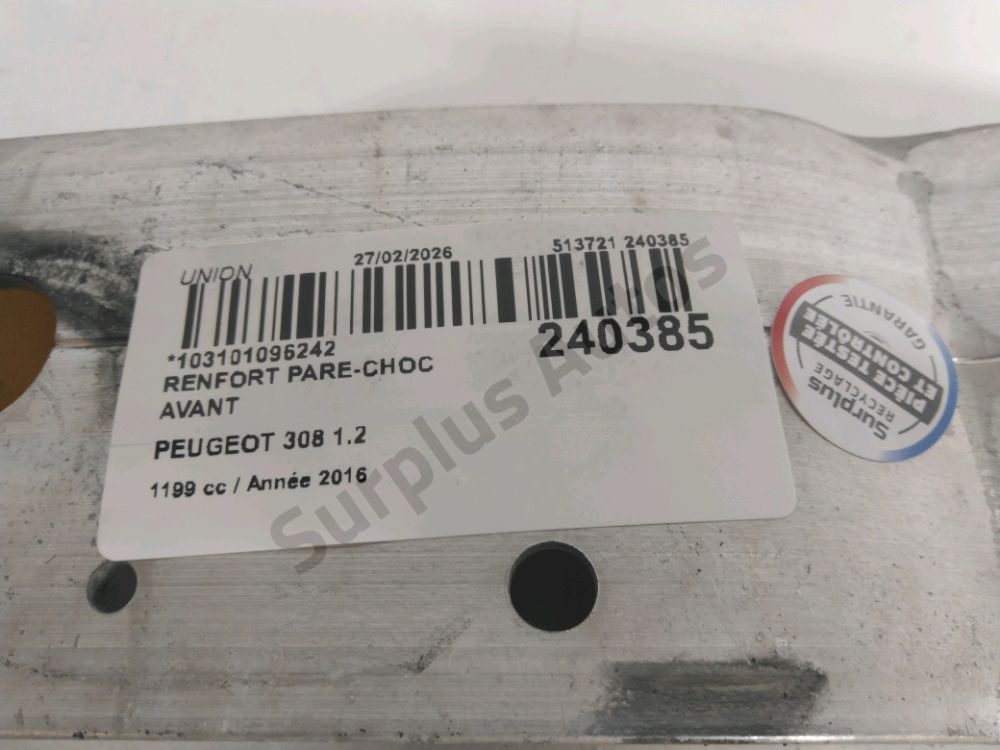 UNION 27/02/2026 513721 240385
*103101096242 240385
RENFORT PARE-CHOC
AVANT
PEUGEOT 308 1.2
1199 cc / Année 2016
Surplus
RECYCLAGE
PIÈCE TESTÉE
ET CONTRÔLÉE
GARANTIE
Surplus Autos